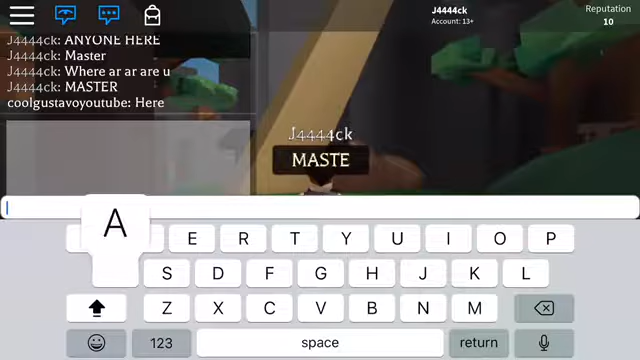 J4444ck
Account: 13+
Reputation
10
J4444ck: ANYONE HERE
J4444ck: Master
J4444ck: Where ar ar are u
J4444ck: MASTER
coolgustavoyoutube: Here
J4444ck
MASTE
A
E R T Y U I O P
S D F G H J K L
Z X C V B N M
123 space return